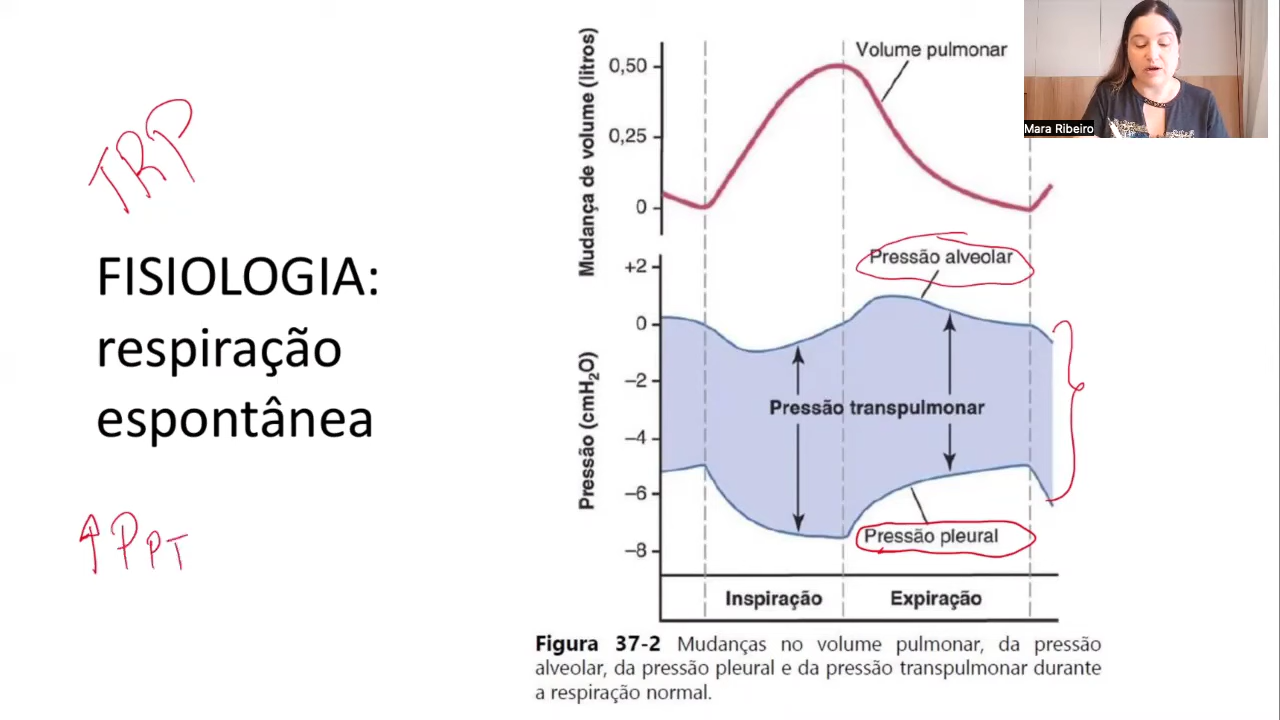 TRP
FISIOLOGIA:
respiração
espontânea
↑PPT
Mudança de volume (litros)
0,50
0,25
0
Volume pulmonar
Mara Ribeiro
Pressão (cmH₂O)
+2
0
–2
–4
–6
–8
Pressão alveolar
Pressão transpulmonar
Pressão pleural
Inspiração
Expiração
Figura 37-2 Mudanças no volume pulmonar, da pressão
alveolar, da pressão pleural e da pressão transpulmonar durante
a respiração normal.